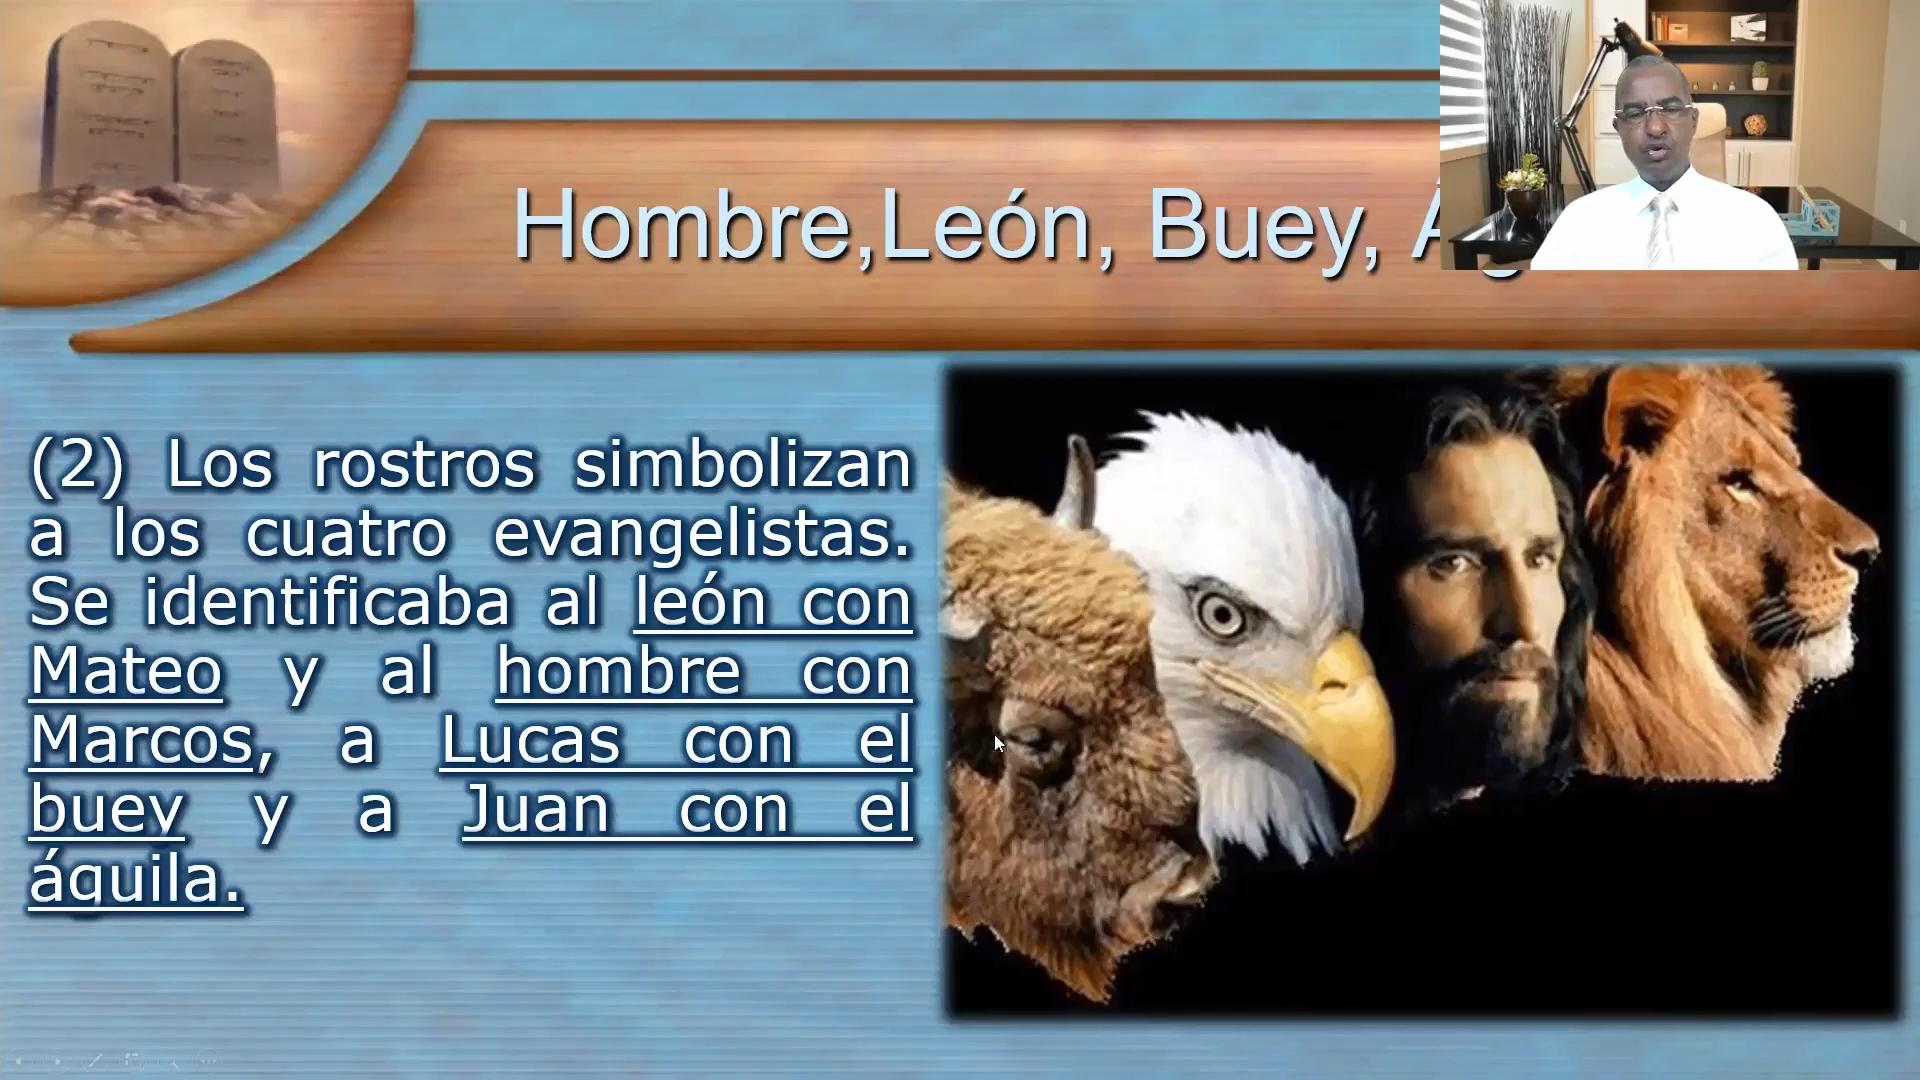 Hombre,León, Buey,
(2) Los rostros simbolizan
a los cuatro evangelistas.
Se identificaba al león con
Mateo y al hombre con
Marcos, a Lucas con el
buey y a Juan con el
águila.